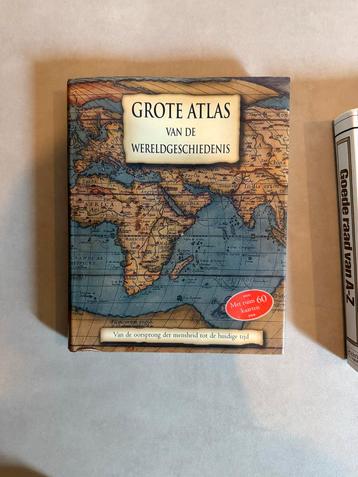 GROTE ATLAS
VAN DE
WERELDGESCHIEDENIS
Met ruim 60
kaarten
Van de oorsprong der mensheid tot de huidige tijd
Goede raad van A-Z